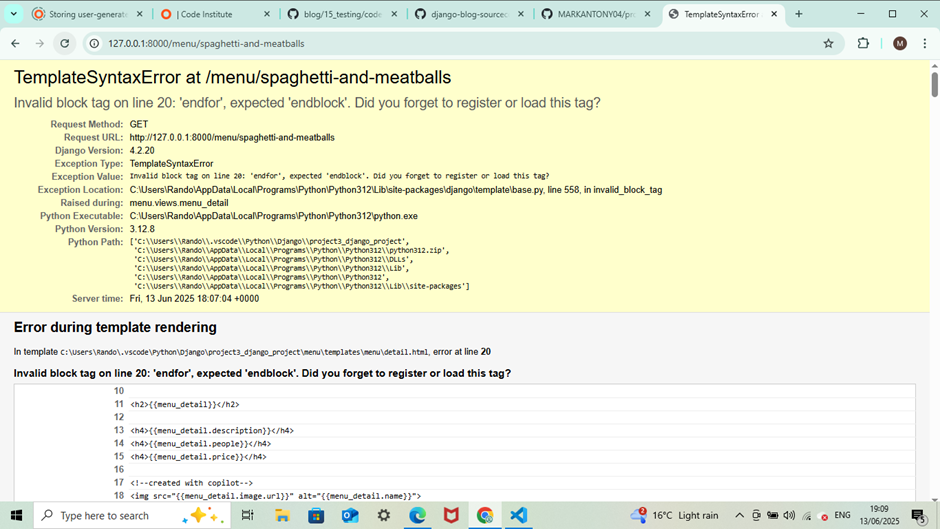 Storing user-generate
| Code Institute
blog/15_testing/code
django-blog-sourcec
MARKANTONY04/pro
TemplateSyntaxError
127.0.0.1:8000/menu/spaghetti-and-meatballs
M
TemplateSyntaxError at /menu/spaghetti-and-meatballs
Invalid block tag on line 20: 'endfor', expected 'endblock'. Did you forget to register or load this tag?
Request Method: GET
Request URL: http://127.0.0.1:8000/menu/spaghetti-and-meatballs
Django Version: 4.2.20
Exception Type: TemplateSyntaxError
Exception Value: Invalid block tag on line 20: 'endfor', expected 'endblock'. Did you forget to register or load this tag?
Exception Location: C:\Users\Rando\AppData\Local\Programs\Python\Python312\Lib\site-packages\django\template\base.py, line 558, in invalid_block_tag
Raised during: menu.views.menu_detail
Python Executable: C:\Users\Rando\AppData\Local\Programs\Python\Python312\python.exe
Python Version: 3.12.8
Python Path: ['C:\\Users\\Rando\\.vscode\\Python\\Django\\project3_django_project',
'C:\\Users\\Rando\\AppData\\Local\\Programs\\Python\\Python312\\python312.zip',
'C:\\Users\\Rando\\AppData\\Local\\Programs\\Python\\Python312\\DLLs',
'C:\\Users\\Rando\\AppData\\Local\\Programs\\Python\\Python312\\Lib',
'C:\\Users\\Rando\\AppData\\Local\\Programs\\Python\\Python312',
'C:\\Users\\Rando\\AppData\\Local\\Programs\\Python\\Python312\\Lib\\site-packages']
Server time: Fri, 13 Jun 2025 18:07:04 +0000
Error during template rendering
In template C:\Users\Rando\.vscode\Python\Django\project3_django_project\menu\templates\menu\detail.html, error at line 20
Invalid block tag on line 20: 'endfor', expected 'endblock'. Did you forget to register or load this tag?
10
11 <h2>{{menu_detail}}</h2>
12
13 <h4>{{menu_detail.description}}</h4>
14 <h4>{{menu_detail.people}}</h4>
15 <h4>{{menu_detail.price}}</h4>
16
17 <!--created with copilot-->
18 <img src="{{menu_detail.image.url}}" alt="{{menu_detail.name}}">
Type here to search
2
16°C Light rain
ENG
19:09
13/06/2025
5